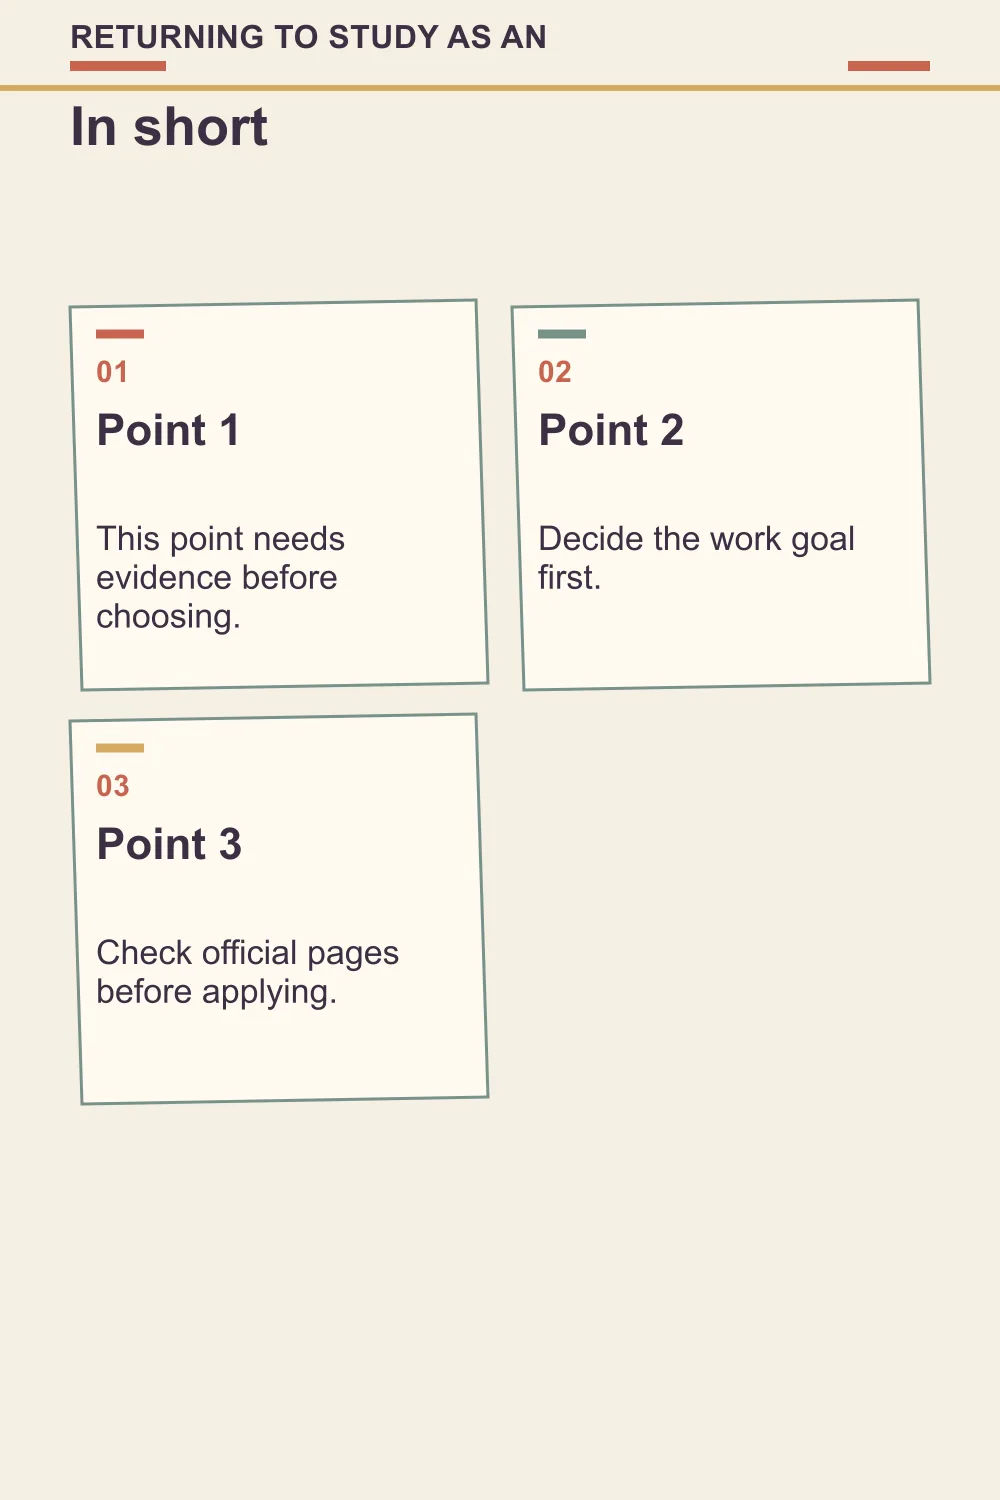 RETURNING TO STUDY AS AN
In short
01
Point 1
This point needs
evidence before
choosing.
02
Point 2
Decide the work goal
first.
03
Point 3
Check official pages
before applying.